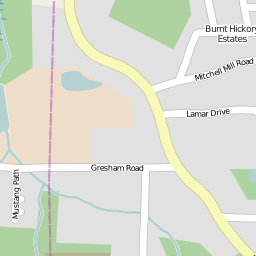 Burnt Hickory
Estates
Mitchell Mill Road
Lamar Drive
Gresham Road
Mustang Path